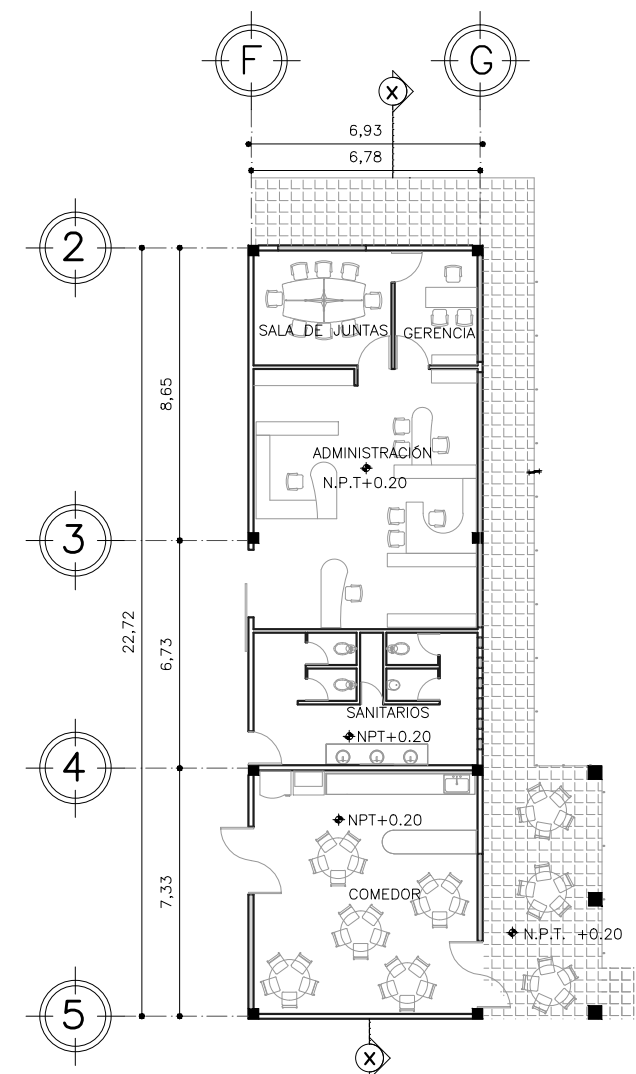 F G
X
6,93
6,78
2
SALA DE JUNTAS GERENCIA
8,65
ADMINISTRACIÓN
N.P.T+0.20
3
22,72
6,73
SANITARIOS
NPT+0.20
4
NPT+0.20
7,33
COMEDOR
N.P.T. +0.20
5
X